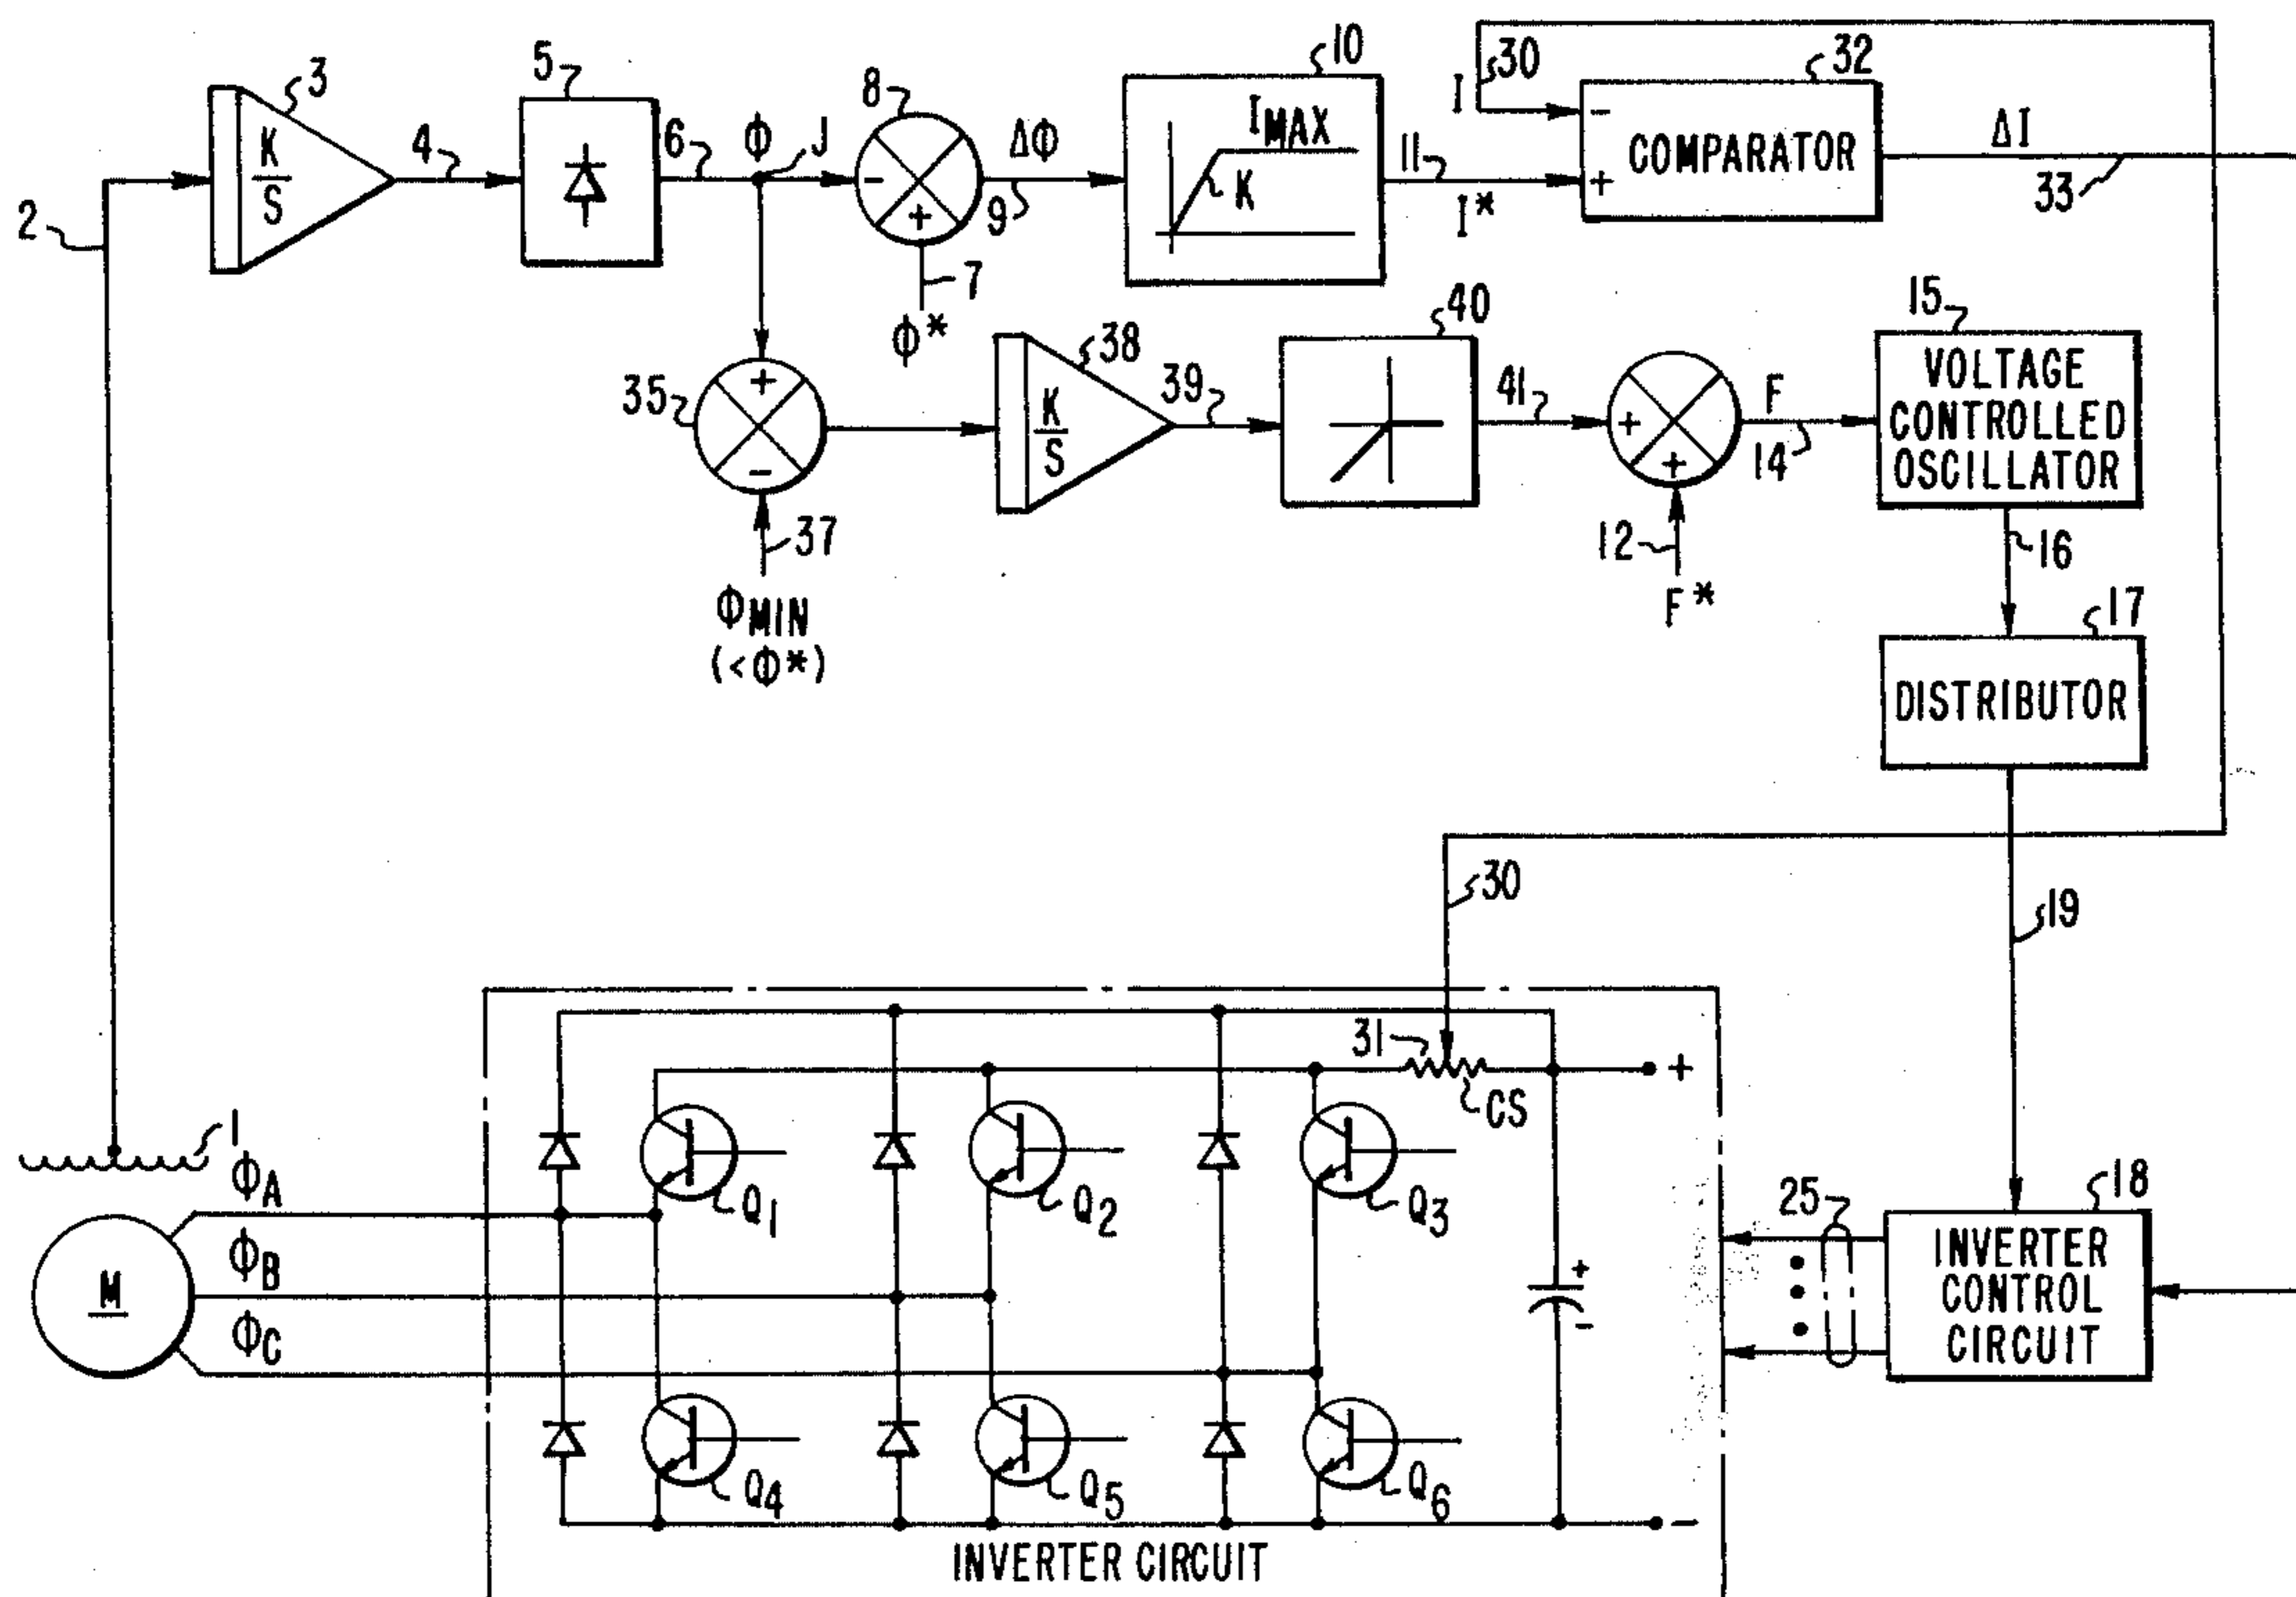 3
K
S
2
4
5
6
Φ
J
8
-
+
7
Φ*
ΔΦ
9
10
IMAX
K
11
I*
I
30
-
+
32
COMPARATOR
ΔI
33
35
+
-
37
ΦMIN
(<Φ*)
38
K
S
39
40
41
+
+
12
F*
F
14
15
VOLTAGE
CONTROLLED
OSCILLATOR
16
17
DISTRIBUTOR
19
30
31
CS
+
1
ΦA
ΦB
ΦC
M
Q1
Q2
Q3
Q4
Q5
Q6
+
-
-
INVERTER CIRCUIT
25
18
INVERTER
CONTROL
CIRCUIT